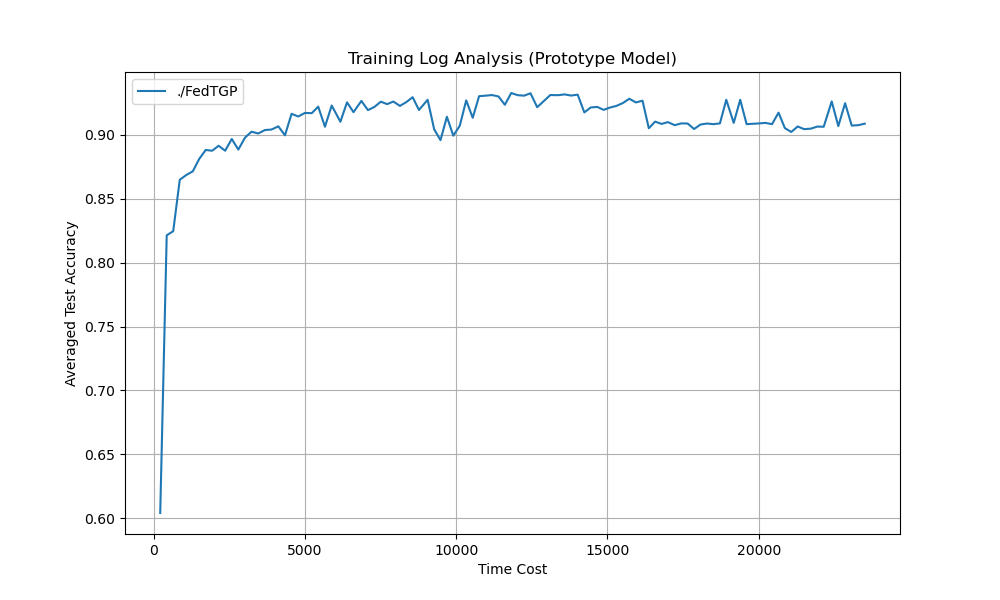 Training Log Analysis (Prototype Model)
./FedTGP
Averaged Test Accuracy
0.90
0.85
0.80
0.75
0.70
0.65
0.60
0 5000 10000 15000 20000
Time Cost